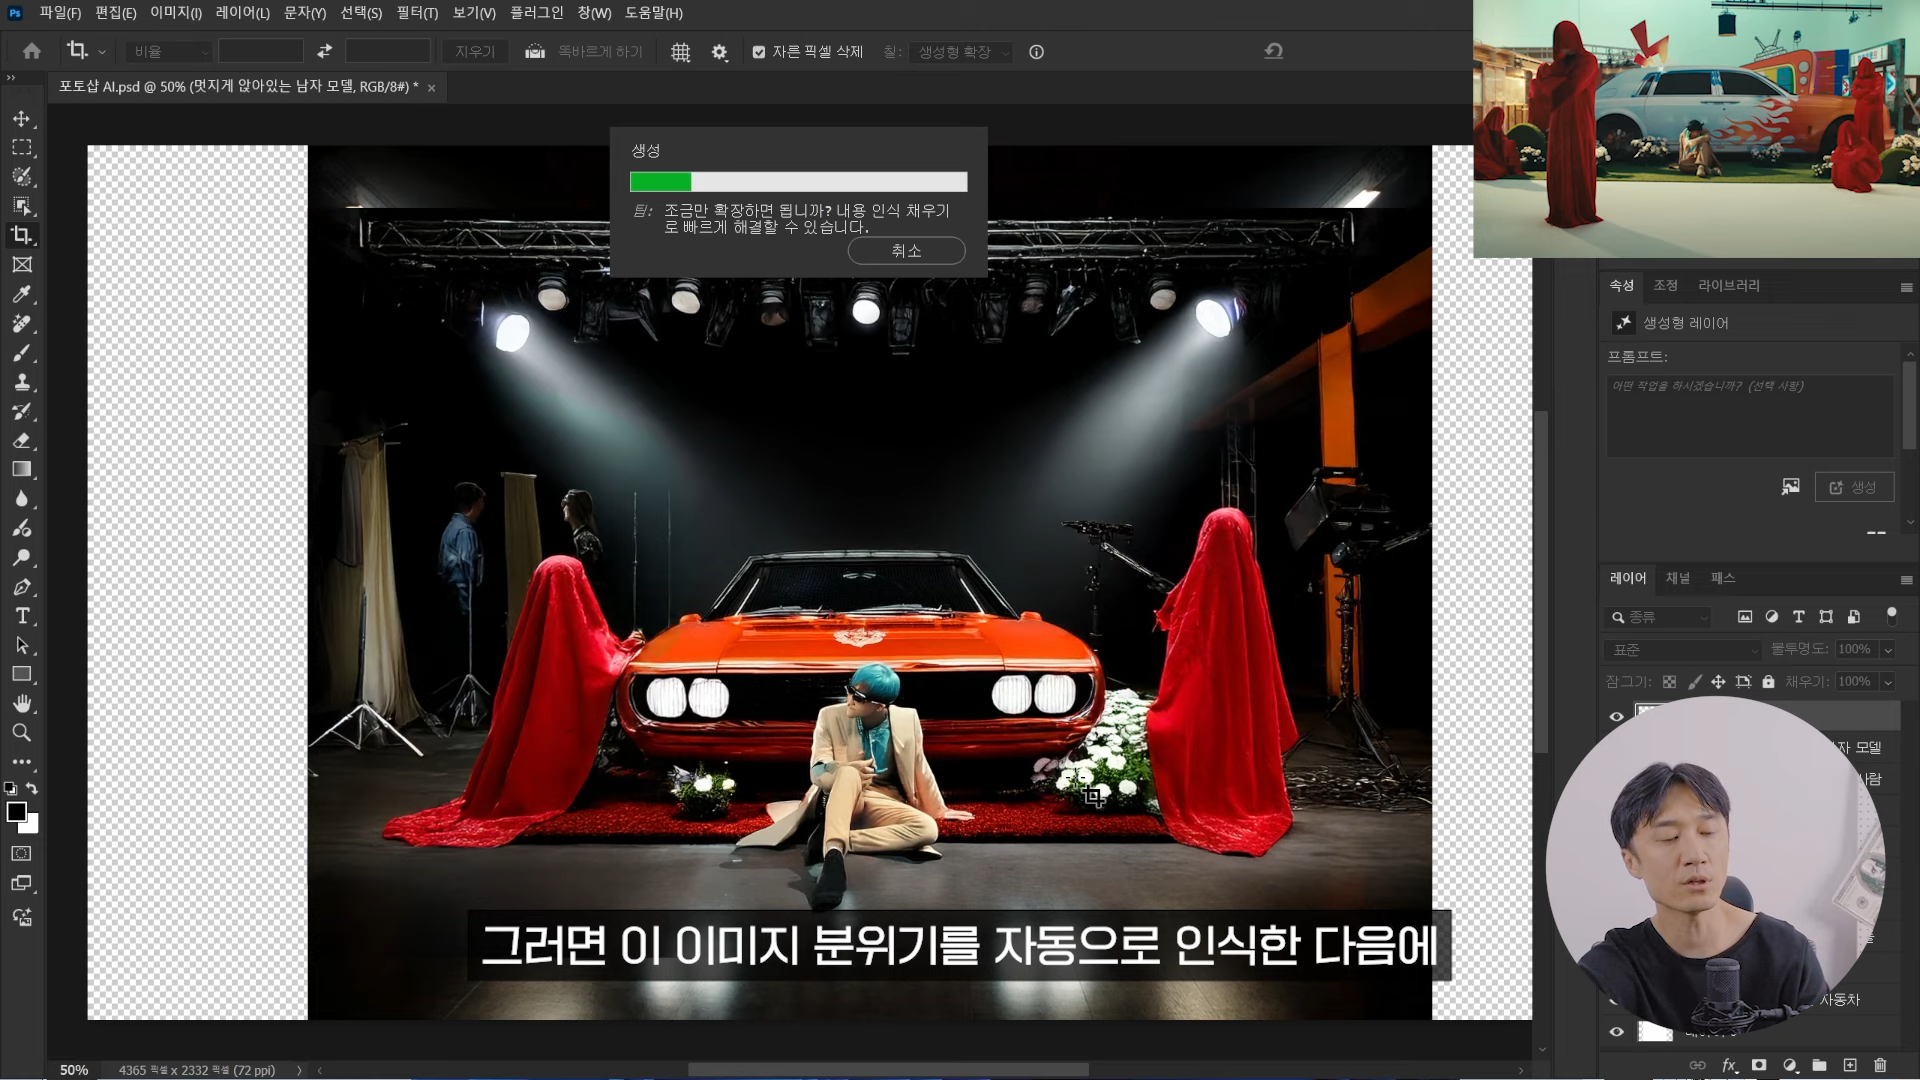 Ps 파일(F) 편집(E) 이미지(I) 레이어(L) 문자(Y) 선택(S) 필터(T) 보기(V) 플러그인 창(W) 도움말(H)
비율 지우기 똑바르게 하기 자른 픽셀 삭제 칠: 생성형 확장
포토샵 AI.psd @ 50% (멋지게 앉아있는 남자 모델, RGB/8#) * ×
생성
팁: 조금만 확장하면 됩니까? 내용 인식 채우기
로 빠르게 해결할 수 있습니다.
취소
속성 조정 라이브러리
생성형 레이어
프롬프트:
어떤 작업을 하시겠습니까? (선택 사항)
생성
레이어 채널 패스
종류
표준 불투명도: 100%
잠그기: 채우기: 100%
모델
자동차
그러면 이 이미지 분위기를 자동으로 인식한 다음에
50% 4365 픽셀 x 2332 픽셀 (72 ppi)